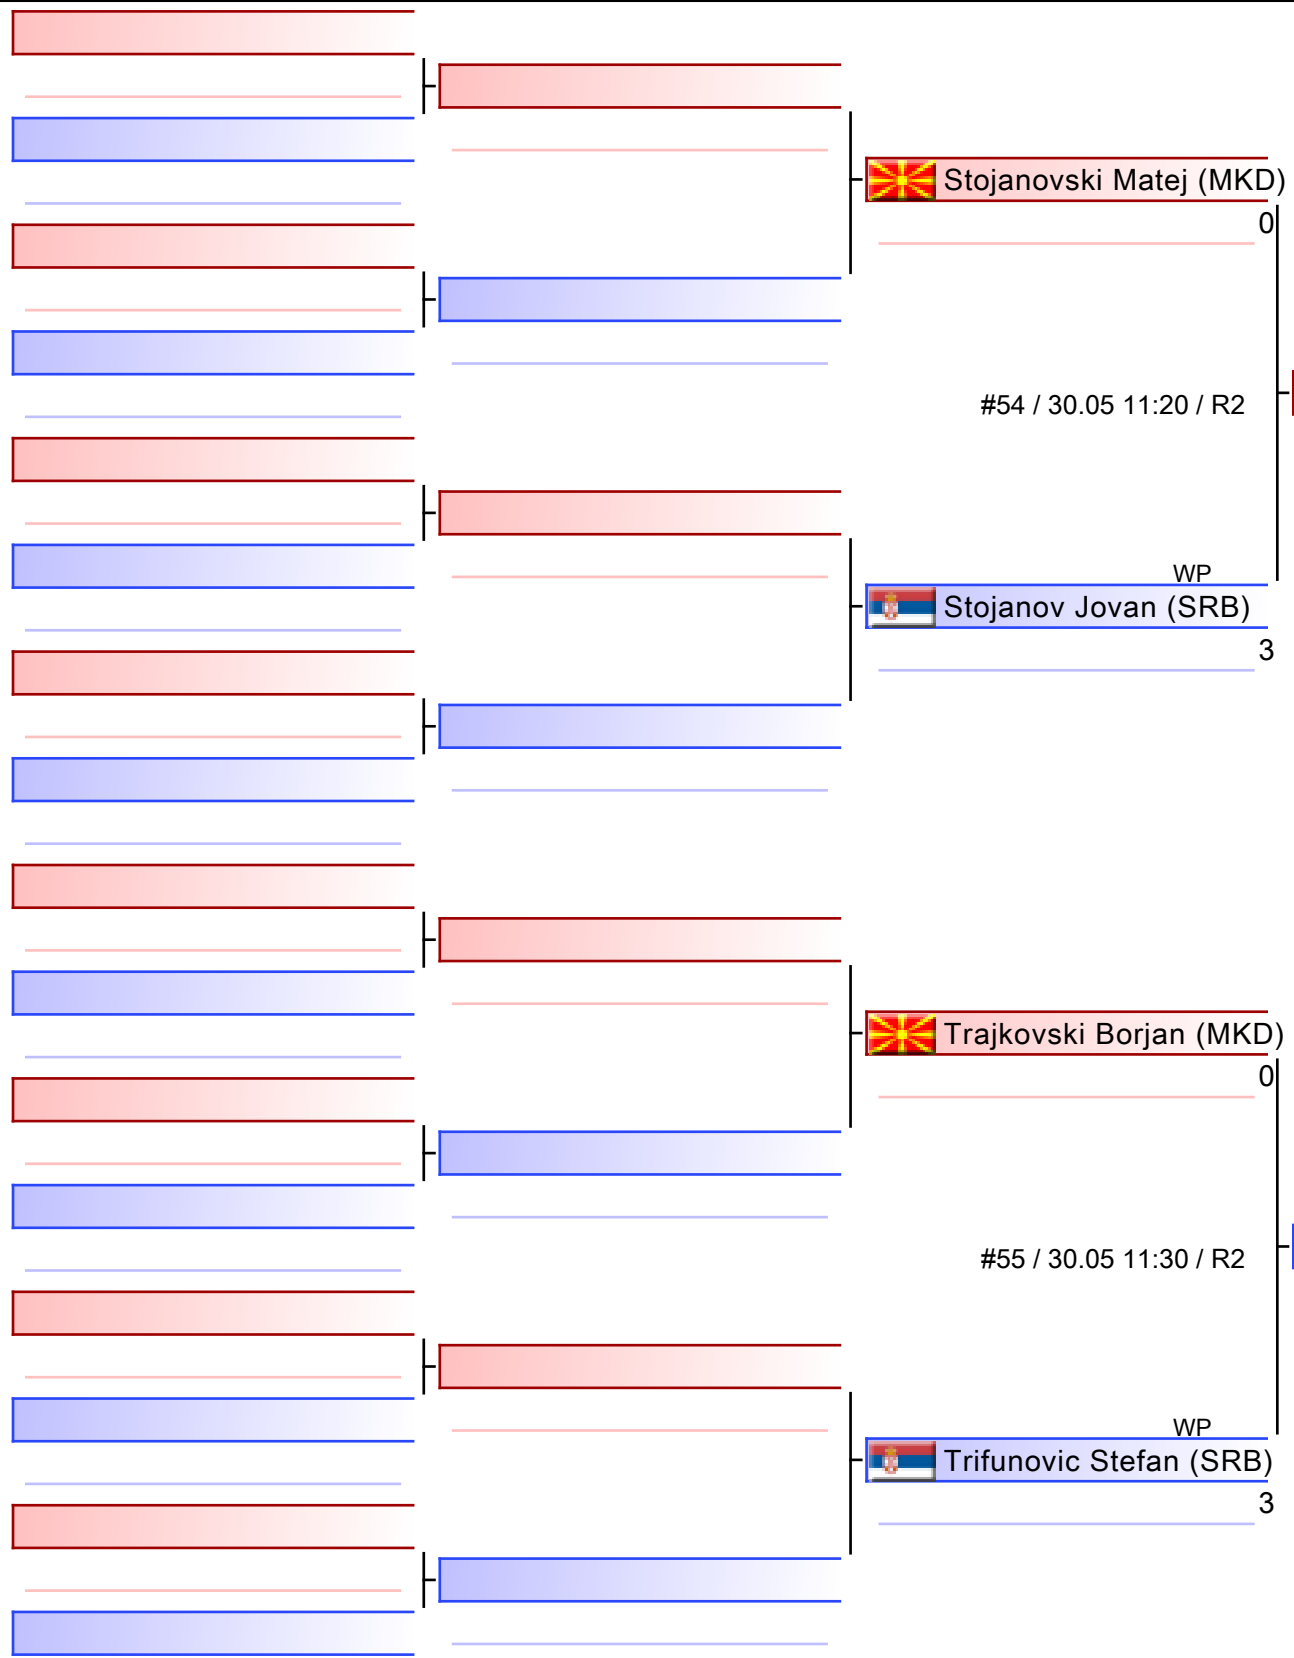 Stojanovski Matej (MKD)
0
#54 / 30.05 11:20 / R2
WP
Stojanov Jovan (SRB)
3
Trajkovski Borjan (MKD)
0
#55 / 30.05 11:30 / R2
WP
Trifunovic Stefan (SRB)
3